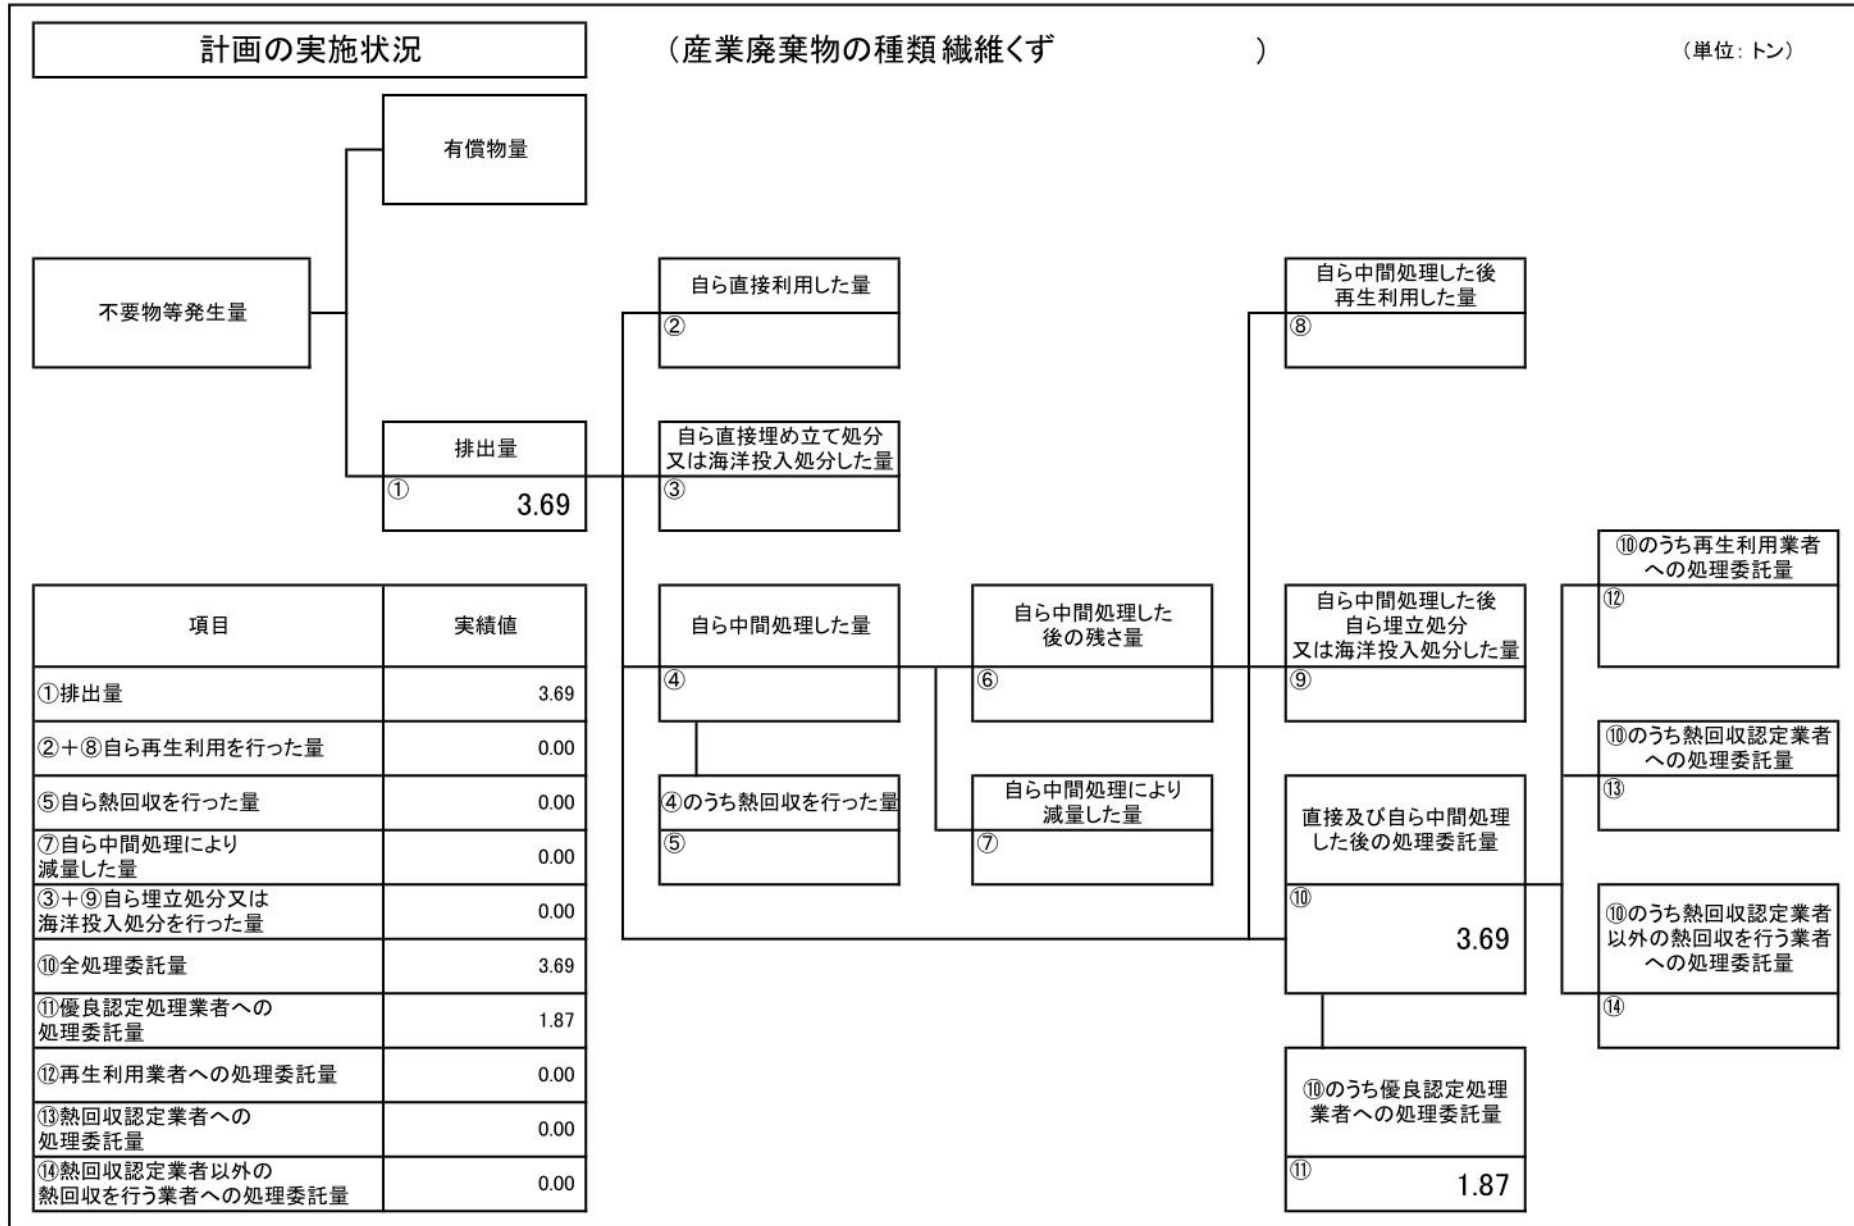 計画の実施状況
（産業廃棄物の種類 繊維くず ）
（単位：トン）
有償物量
不要物等発生量
自ら直接利用した量
②
自ら中間処理した後
再生利用した量
⑧
排出量
①
3.69
自ら直接埋め立て処分
又は海洋投入処分した量
③
⑩のうち再生利用業者
への処理委託量
⑫
自ら中間処理した量
④
自ら中間処理した
後の残さ量
⑥
自ら中間処理した後
自ら埋立処分
又は海洋投入処分した量
⑨
⑩のうち熱回収認定業者
への処理委託量
⑬
④のうち熱回収を行った量
⑤
自ら中間処理により
減量した量
⑦
直接及び自ら中間処理
した後の処理委託量
⑩
3.69
⑩のうち熱回収認定業者
以外の熱回収を行う業者
への処理委託量
⑭
⑩のうち優良認定処理
業者への処理委託量
⑪
1.87
項目 実績値
①排出量 3.69
②＋⑧自ら再生利用を行った量 0.00
⑤自ら熱回収を行った量 0.00
⑦自ら中間処理により
減量した量 0.00
③＋⑨自ら埋立処分又は
海洋投入処分を行った量 0.00
⑩全処理委託量 3.69
⑪優良認定処理業者への
処理委託量 1.87
⑫再生利用業者への処理委託量 0.00
⑬熱回収認定業者への
処理委託量 0.00
⑭熱回収認定業者以外の
熱回収を行う業者への処理委託量 0.00